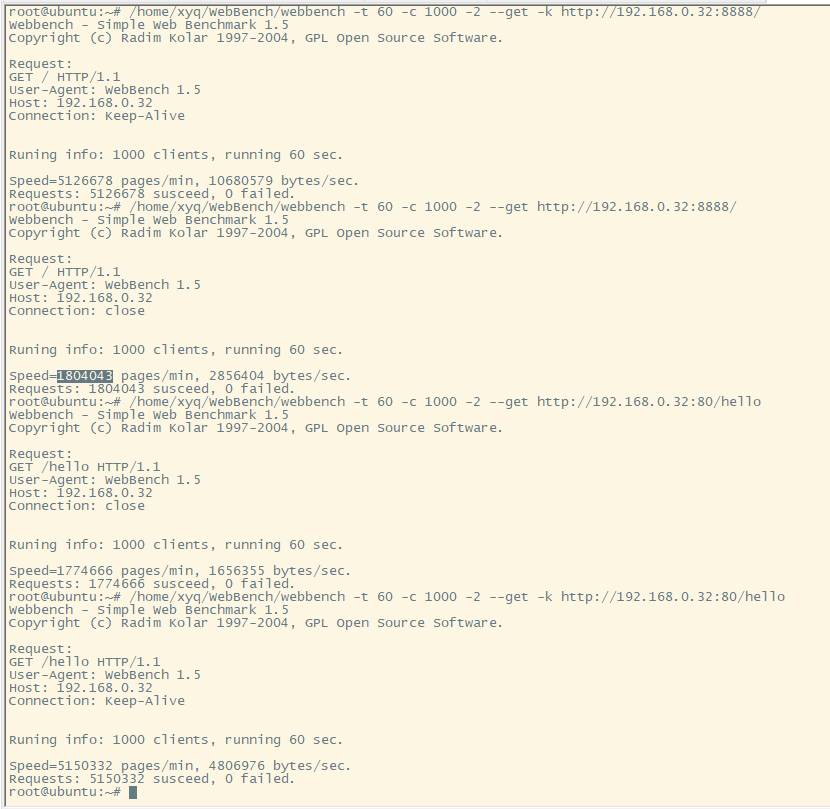 root@ubuntu:~# /home/xyq/WebBench/webbench -t 60 -c 1000 -2 --get -k http://192.168.0.32:8888/
Webbench - Simple Web Benchmark 1.5
Copyright (c) Radim Kolar 1997-2004, GPL Open Source Software.
Request:
GET / HTTP/1.1
User-Agent: WebBench 1.5
Host: 192.168.0.32
Connection: Keep-Alive
Runing info: 1000 clients, running 60 sec.
Speed=5126678 pages/min, 10680579 bytes/sec.
Requests: 5126678 susceed, 0 failed.
root@ubuntu:~# /home/xyq/WebBench/webbench -t 60 -c 1000 -2 --get http://192.168.0.32:8888/
Webbench - Simple Web Benchmark 1.5
Copyright (c) Radim Kolar 1997-2004, GPL Open Source Software.
Request:
GET / HTTP/1.1
User-Agent: WebBench 1.5
Host: 192.168.0.32
Connection: close
Runing info: 1000 clients, running 60 sec.
Speed=1804043 pages/min, 2856404 bytes/sec.
Requests: 1804043 susceed, 0 failed.
root@ubuntu:~# /home/xyq/WebBench/webbench -t 60 -c 1000 -2 --get http://192.168.0.32:80/hello
Webbench - Simple Web Benchmark 1.5
Copyright (c) Radim Kolar 1997-2004, GPL Open Source Software.
Request:
GET /hello HTTP/1.1
User-Agent: WebBench 1.5
Host: 192.168.0.32
Connection: close
Runing info: 1000 clients, running 60 sec.
Speed=1774666 pages/min, 1656355 bytes/sec.
Requests: 1774666 susceed, 0 failed.
root@ubuntu:~# /home/xyq/WebBench/webbench -t 60 -c 1000 -2 --get -k http://192.168.0.32:80/hello
Webbench - Simple Web Benchmark 1.5
Copyright (c) Radim Kolar 1997-2004, GPL Open Source Software.
Request:
GET /hello HTTP/1.1
User-Agent: WebBench 1.5
Host: 192.168.0.32
Connection: Keep-Alive
Runing info: 1000 clients, running 60 sec.
Speed=5150332 pages/min, 4806976 bytes/sec.
Requests: 5150332 susceed, 0 failed.
root@ubuntu:~#